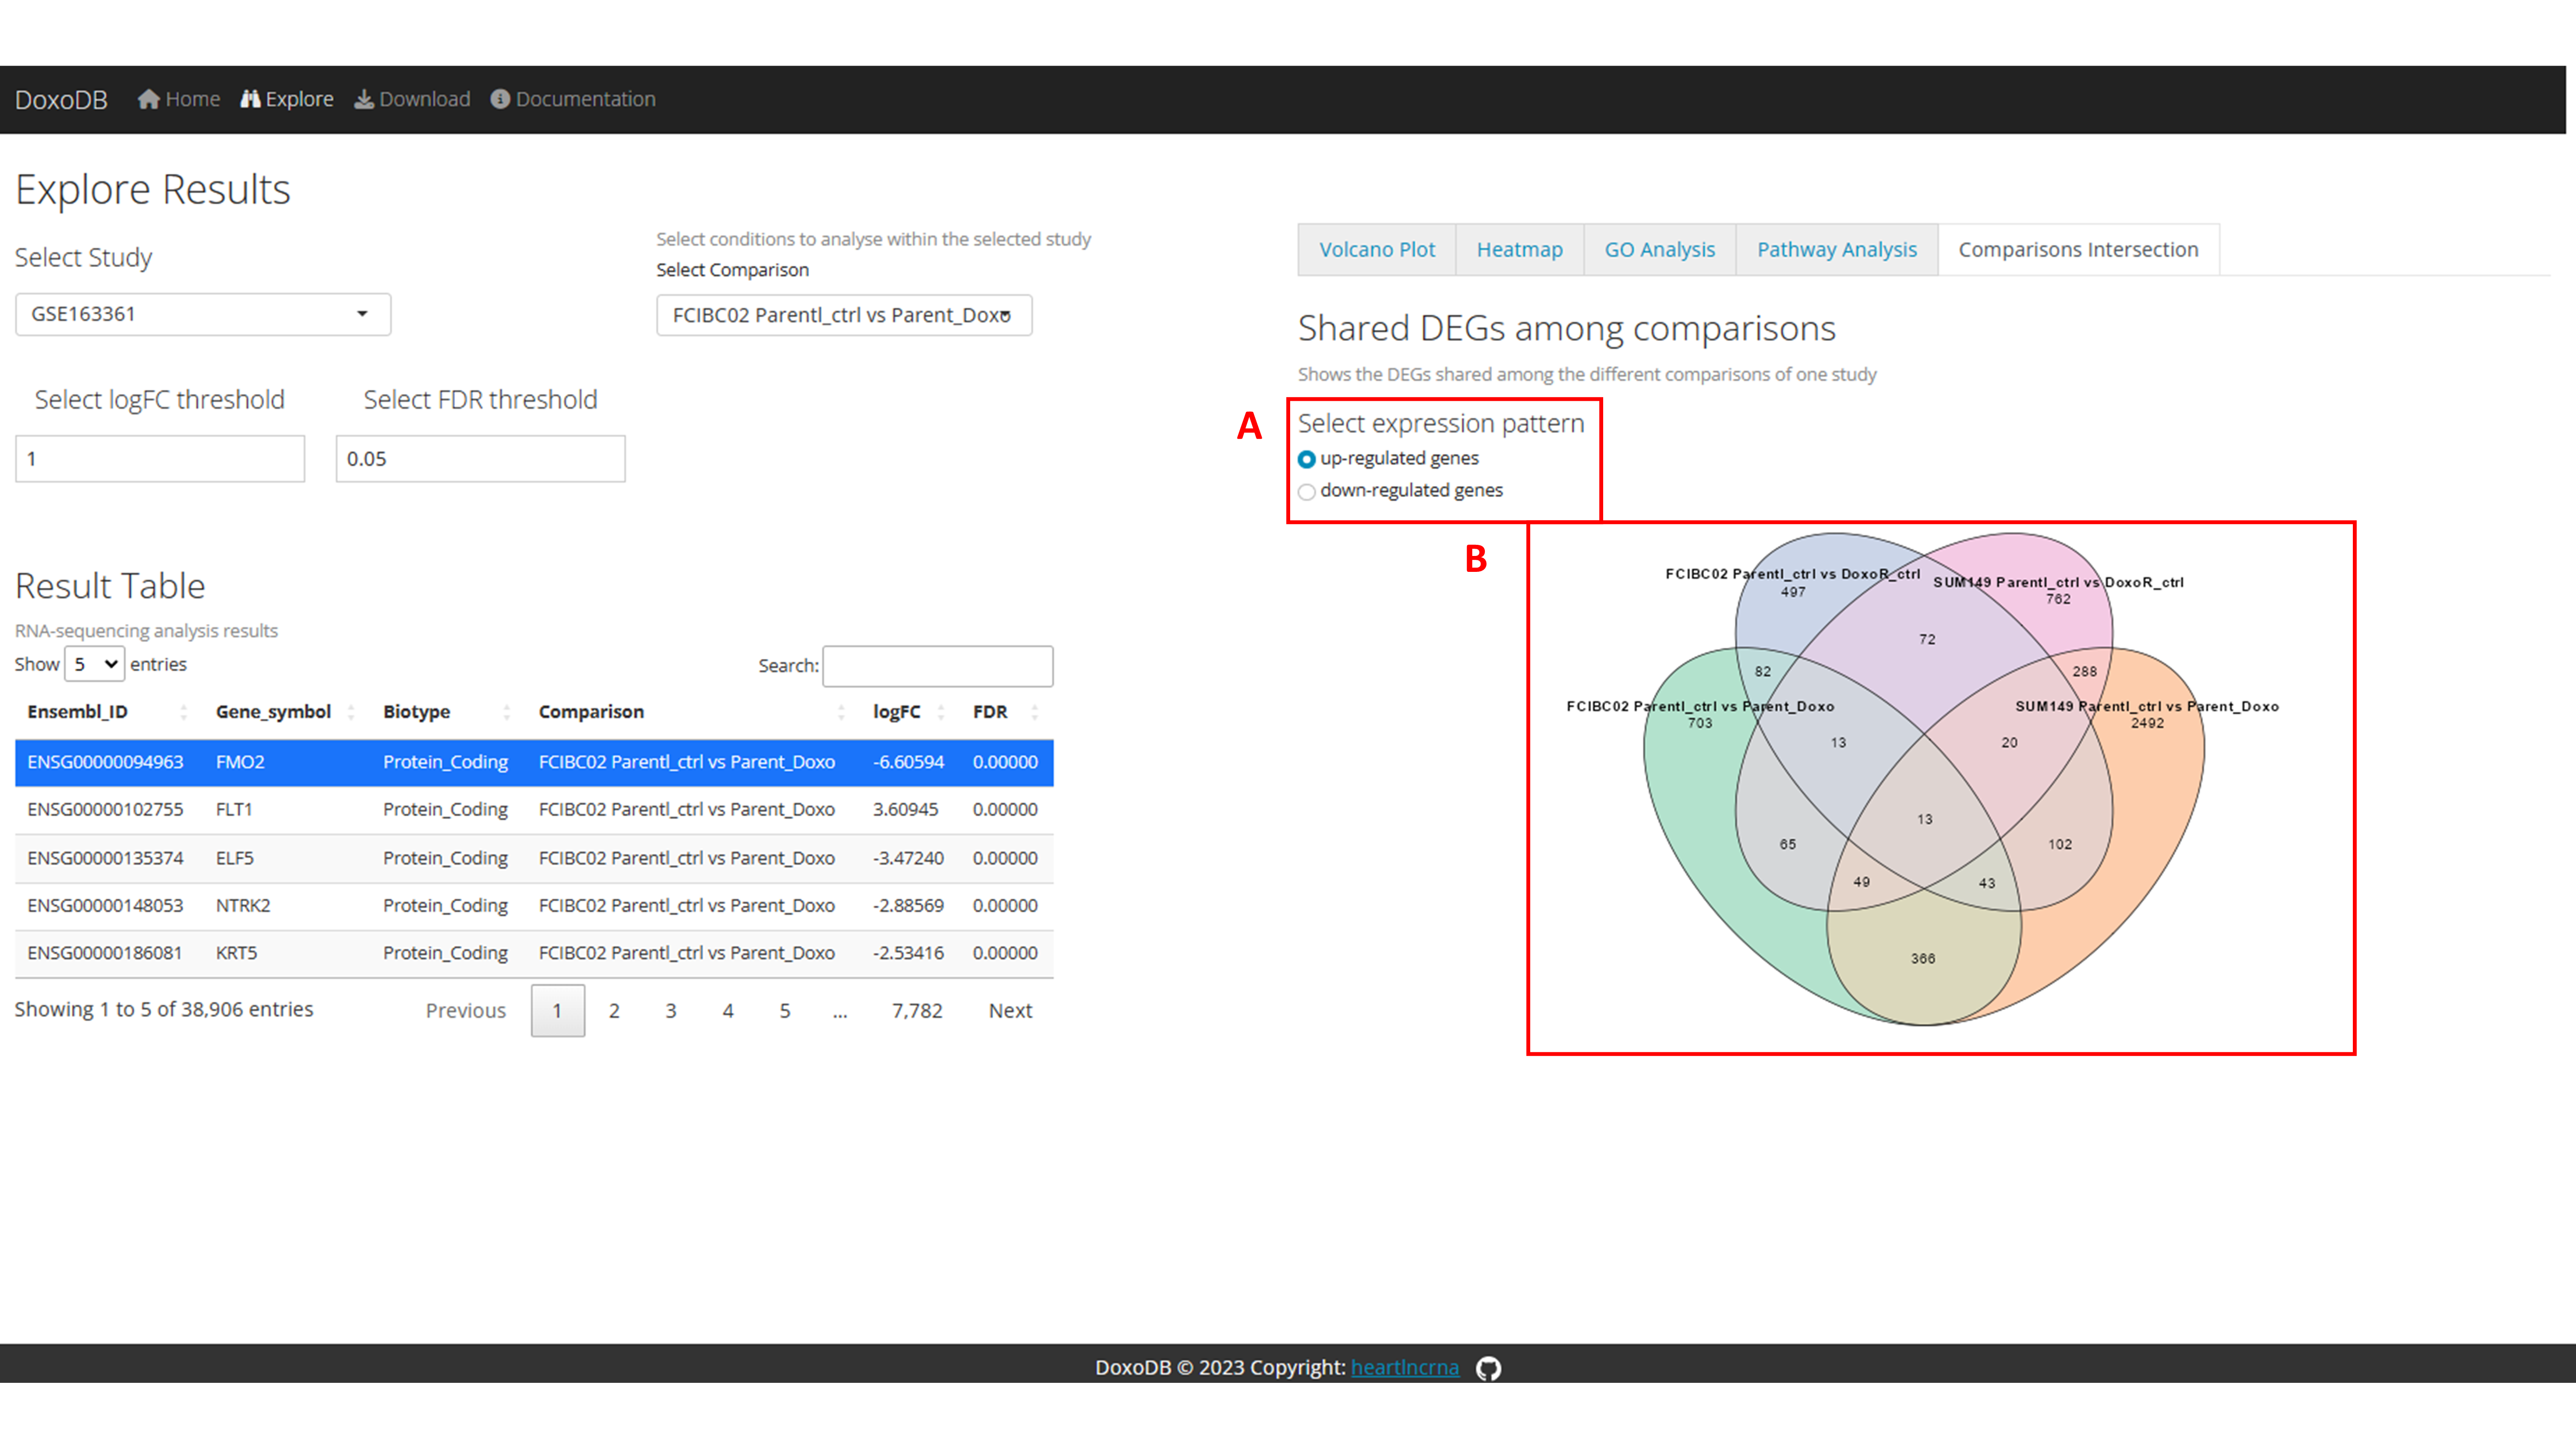 DoxoDB Home Explore Download Documentation
Explore Results
Select Study
GSE163361
Select conditions to analyse within the selected study
Select Comparison
FCIBC02 Parentl_ctrl vs Parent_Doxo
Select logFC threshold Select FDR threshold
1 0.05
Result Table
RNA-sequencing analysis results
Show 5 entries Search:
Ensembl_ID Gene_symbol Biotype Comparison logFC FDR
ENSG00000094963 FMO2 Protein_Coding FCIBC02 Parentl_ctrl vs Parent_Doxo -6.60594 0.00000
ENSG00000102755 FLT1 Protein_Coding FCIBC02 Parentl_ctrl vs Parent_Doxo 3.60945 0.00000
ENSG00000135374 ELF5 Protein_Coding FCIBC02 Parentl_ctrl vs Parent_Doxo -3.47240 0.00000
ENSG00000148053 NTRK2 Protein_Coding FCIBC02 Parentl_ctrl vs Parent_Doxo -2.88569 0.00000
ENSG00000186081 KRT5 Protein_Coding FCIBC02 Parentl_ctrl vs Parent_Doxo -2.53416 0.00000
Showing 1 to 5 of 38,906 entries Previous 1 2 3 4 5 ... 7,782 Next
Volcano Plot Heatmap GO Analysis Pathway Analysis Comparisons Intersection
Shared DEGs among comparisons
Shows the DEGs shared among the different comparisons of one study
A
Select expression pattern
up-regulated genes
down-regulated genes
B
FCIBC02 Parentl_ctrl vs DoxoR_ctrl
497
SUM149 Parentl_ctrl vs DoxoR_ctrl
762
72
82 288
FCIBC02 Parentl_ctrl vs Parent_Doxo
703
SUM149 Parentl_ctrl vs Parent_Doxo
2492
13 20
13
65 102
49 43
366
DoxoDB © 2023 Copyright: heartlncrna